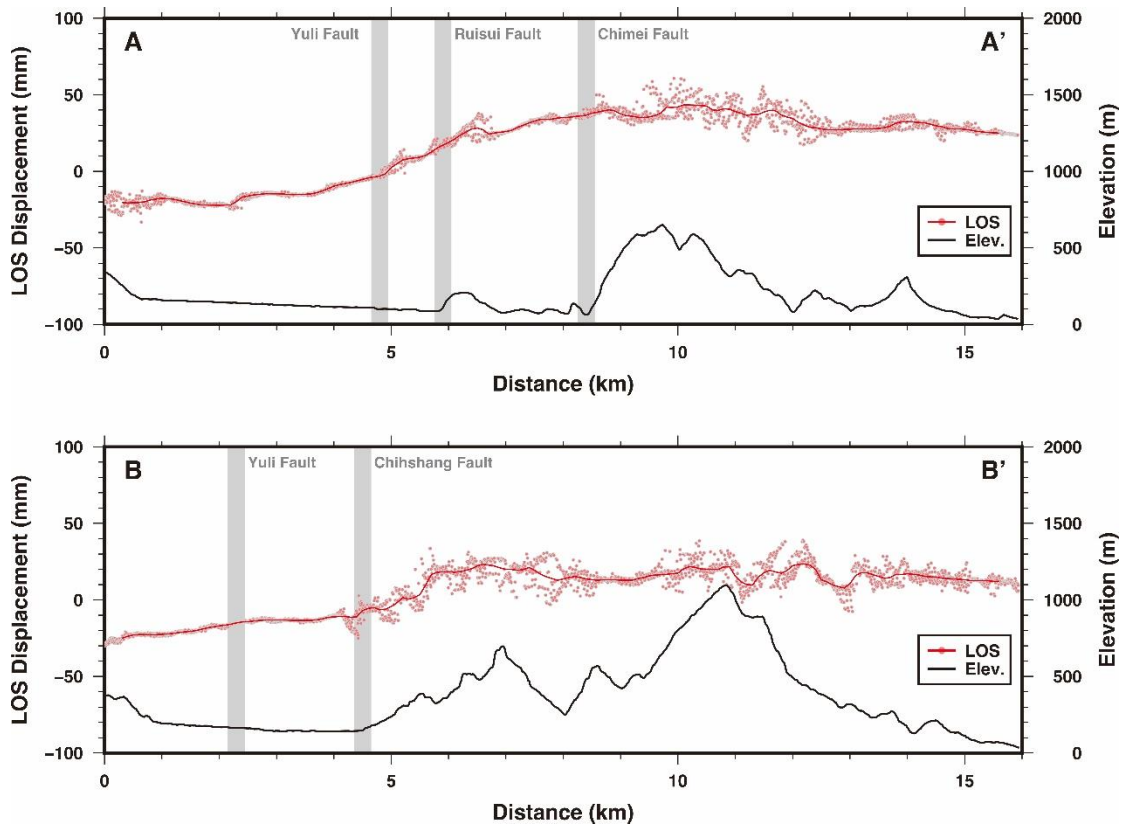 Yuli Fault Ruisui Fault Chimei Fault
A A’
100 2000
50 1500
0 1000
−50 500
−100 0
LOS Displacement (mm)
Elevation (m)
LOS
Elev.
0 5 10 15
Distance (km)
Yuli Fault Chihshang Fault
B B’
100 2000
50 1500
0 1000
−50 500
−100 0
LOS Displacement (mm)
Elevation (m)
LOS
Elev.
0 5 10 15
Distance (km)